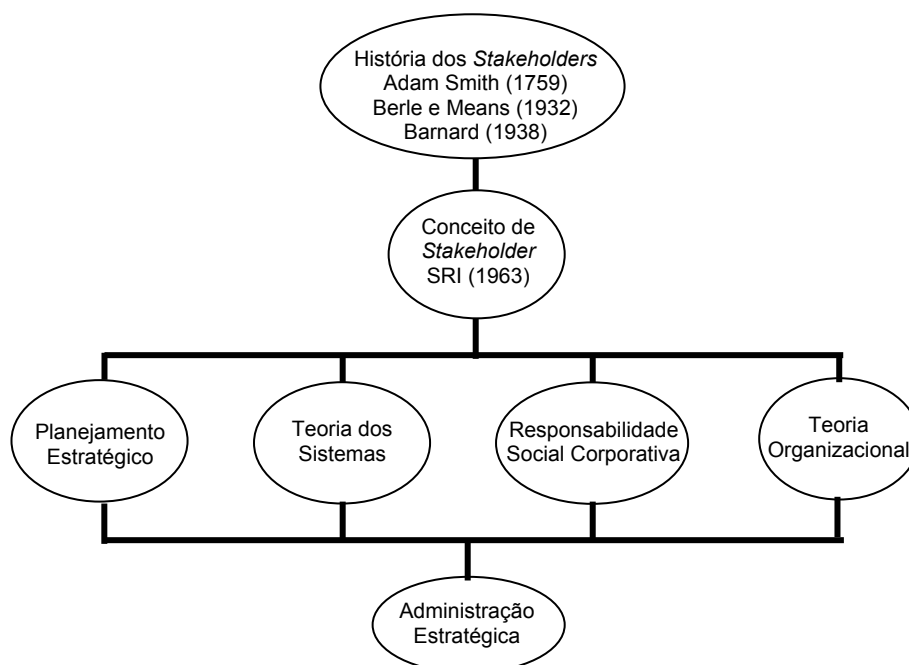 História dos Stakeholders
Adam Smith (1759)
Berle e Means (1932)
Barnard (1938)
Conceito de
Stakeholder
SRI (1963)
Planejamento
Estratégico
Teoria dos
Sistemas
Responsabilidade
Social Corporativa
Teoria
Organizacional
Administração
Estratégica